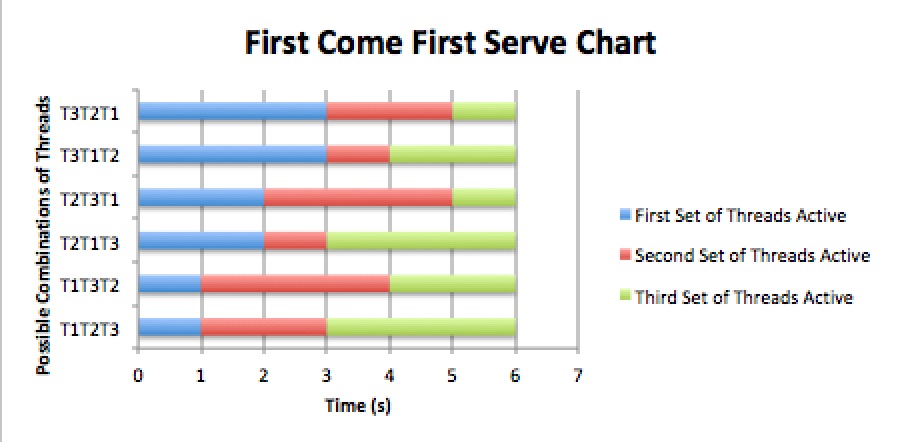 First Come First Serve Chart
Possible Combinations of Threads
T3T2T1
T3T1T2
T2T3T1
T2T1T3
T1T3T2
T1T2T3
0 1 2 3 4 5 6 7
Time (s)
First Set of Threads Active
Second Set of Threads Active
Third Set of Threads Active